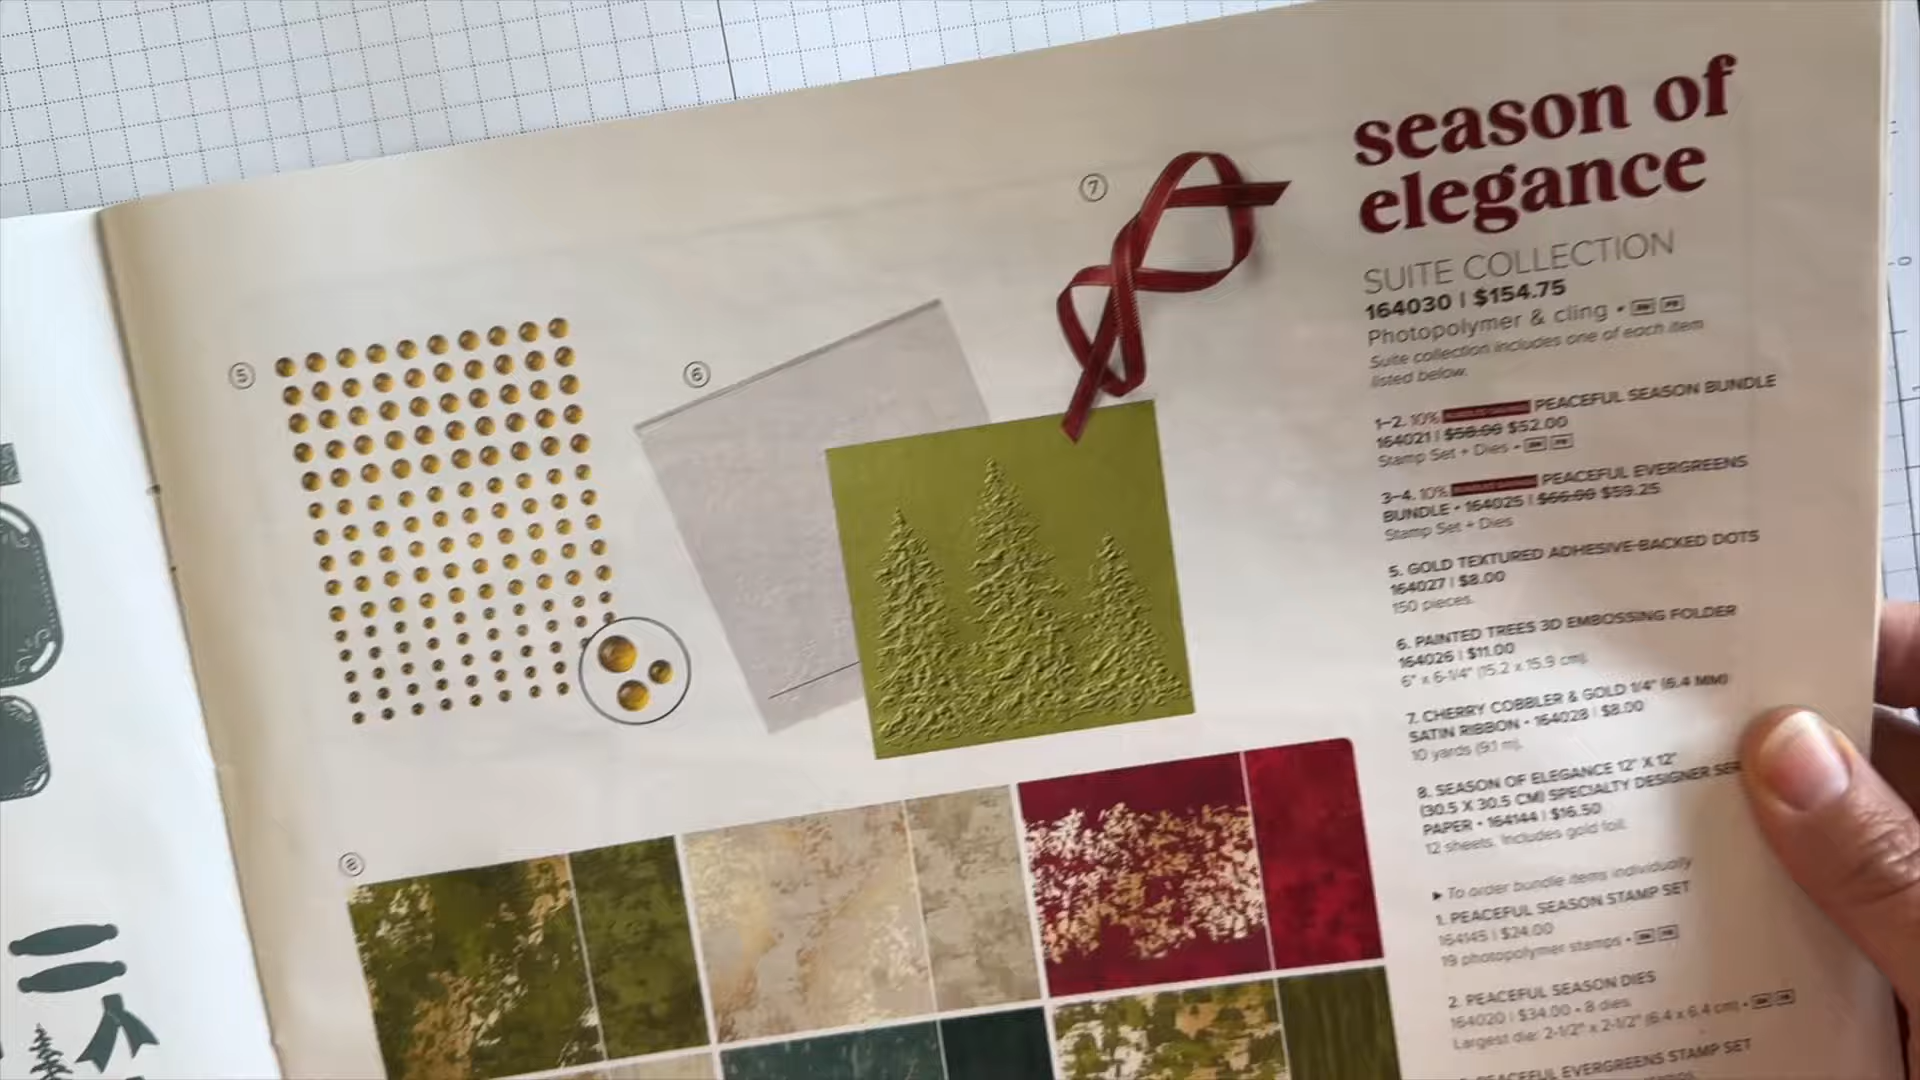 season of
elegance
SUITE COLLECTION
164030 | $154.75
Photopolymer & cling •
Suite collection includes one of each item
listed below.
1–2. 10% PEACEFUL SEASON BUNDLE
164021 | $58.00 $52.00
Stamp Set + Dies •
3–4. 10% PEACEFUL EVERGREENS
BUNDLE • 164025 | $66.00 $59.25
Stamp Set + Dies
5. GOLD TEXTURED ADHESIVE-BACKED DOTS
164027 | $8.00
150 pieces.
6. PAINTED TREES 3D EMBOSSING FOLDER
164026 | $11.00
6" x 6-1/4" (15.2 x 15.9 cm).
7. CHERRY COBBLER & GOLD 1/4" (6.4 MM)
SATIN RIBBON • 164028 | $8.00
10 yards (9.1 m).
8. SEASON OF ELEGANCE 12" X 12"
(30.5 X 30.5 CM) SPECIALTY DESIGNER SER
PAPER • 164144 | $16.50
12 sheets. Includes gold foil.
▸ To order bundle items individually
1. PEACEFUL SEASON STAMP SET
164145 | $24.00
19 photopolymer stamps •
2. PEACEFUL SEASON DIES
164020 | $34.00 • 8 dies.
Largest die: 2-1/2" x 2-1/2" (6.4 x 6.4 cm) •
PEACEFUL EVERGREENS STAMP SET
5
6
7
8